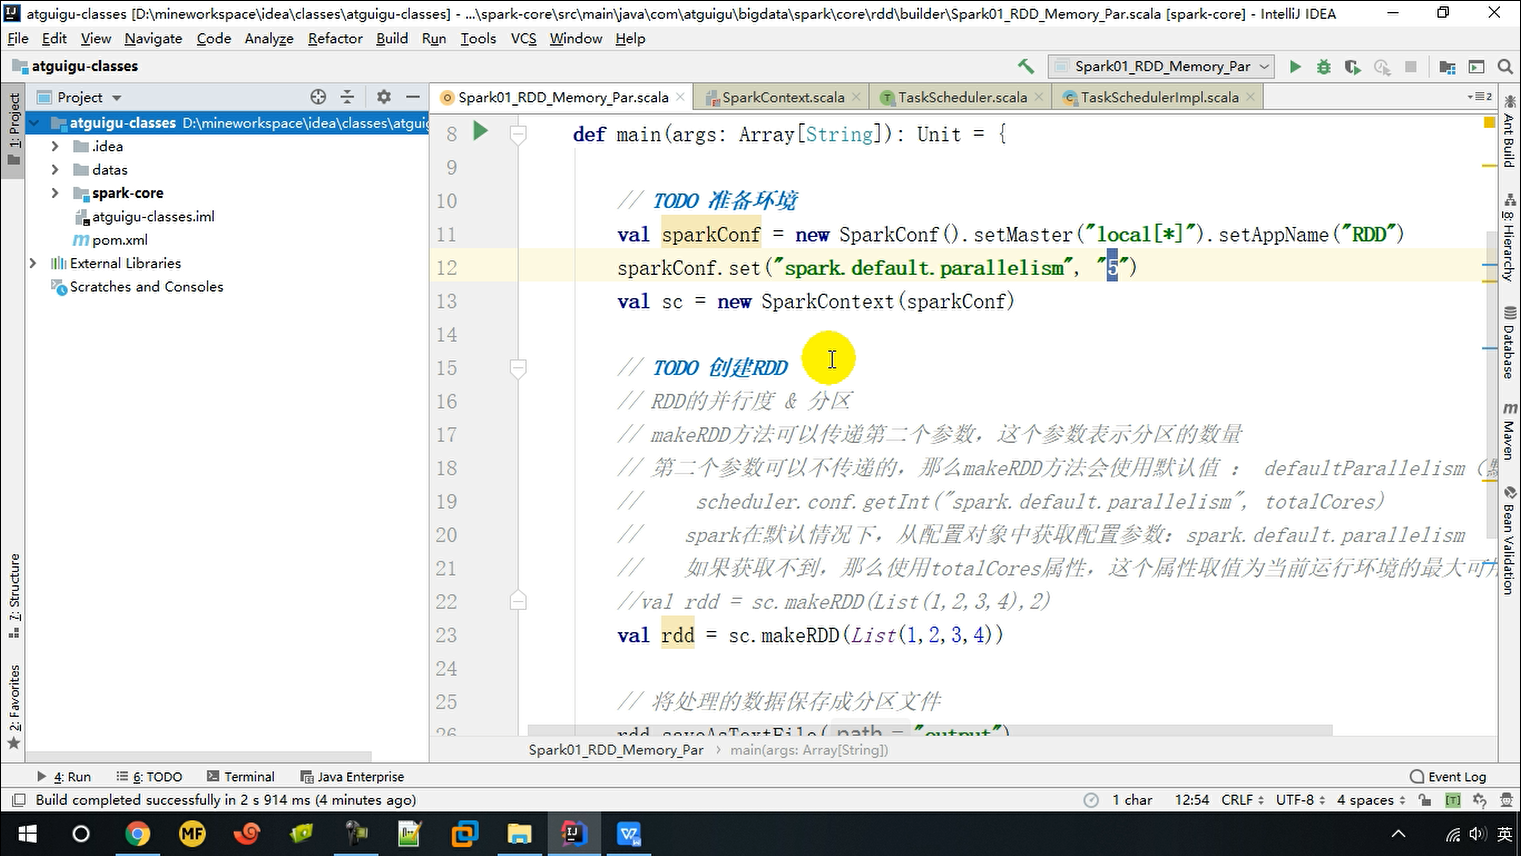 atguigu-classes [D:\mineworkspace\idea\classes\atguigu-classes] - ...\spark-core\src\main\java\com\atguigu\bigdata\spark\core\rdd\builder\Spark01_RDD_Memory_Par.scala [spark-core] - IntelliJ IDEA
File Edit View Navigate Code Analyze Refactor Build Run Tools VCS Window Help
atguigu-classes
Spark01_RDD_Memory_Par
Project
Spark01_RDD_Memory_Par.scala
SparkContext.scala
TaskScheduler.scala
TaskSchedulerImpl.scala
2
1: Project
7: Structure
2: Favorites
atguigu-classes D:\mineworkspace\idea\classes\atguig
.idea
datas
spark-core
atguigu-classes.iml
pom.xml
External Libraries
Scratches and Consoles
8 def main(args: Array[String]): Unit = {
9
10 // TODO 准备环境
11 val sparkConf = new SparkConf().setMaster("local[*]").setAppName("RDD")
12 sparkConf.set("spark.default.parallelism", "5")
13 val sc = new SparkContext(sparkConf)
14
15 // TODO 创建RDD
16 // RDD的并行度 & 分区
17 // makeRDD方法可以传递第二个参数，这个参数表示分区的数量
18 // 第二个参数可以不传递的，那么makeRDD方法会使用默认值 ： defaultParallelism（默
19 // scheduler.conf.getInt("spark.default.parallelism", totalCores)
20 // spark在默认情况下，从配置对象中获取配置参数：spark.default.parallelism
21 // 如果获取不到，那么使用totalCores属性，这个属性取值为当前运行环境的最大可用
22 //val rdd = sc.makeRDD(List(1,2,3,4),2)
23 val rdd = sc.makeRDD(List(1,2,3,4))
24
25 // 将处理的数据保存成分区文件
26 rdd.saveAsTextFile( path = "output")
Ant Build
8: Hierarchy
Database
Maven
Bean Validation
Spark01_RDD_Memory_Par
main(args: Array[String])
4: Run
6: TODO
Terminal
Java Enterprise
Event Log
Build completed successfully in 2 s 914 ms (4 minutes ago)
1 char 12:54 CRLF UTF-8 4 spaces
MF
英